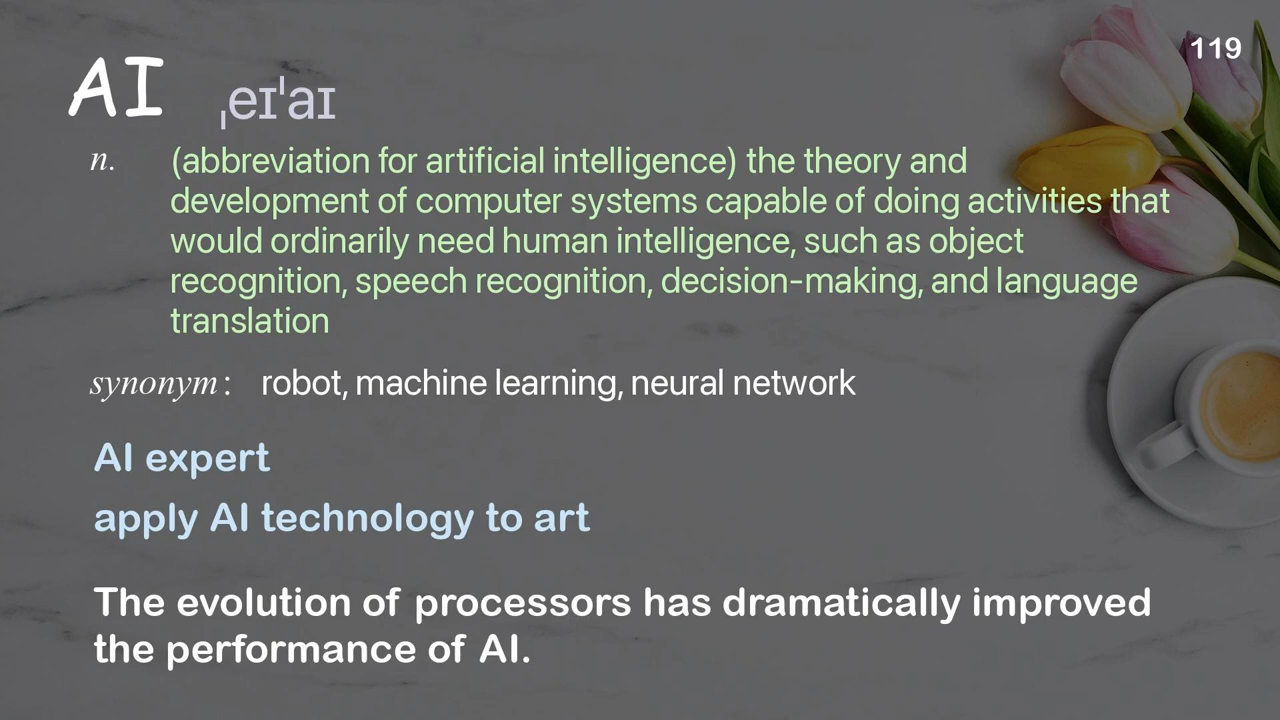 119
AI ˌeɪˈaɪ
n. (abbreviation for artificial intelligence) the theory and
development of computer systems capable of doing activities that
would ordinarily need human intelligence, such as object
recognition, speech recognition, decision-making, and language
translation
synonym: robot, machine learning, neural network
AI expert
apply AI technology to art
The evolution of processors has dramatically improved
the performance of AI.